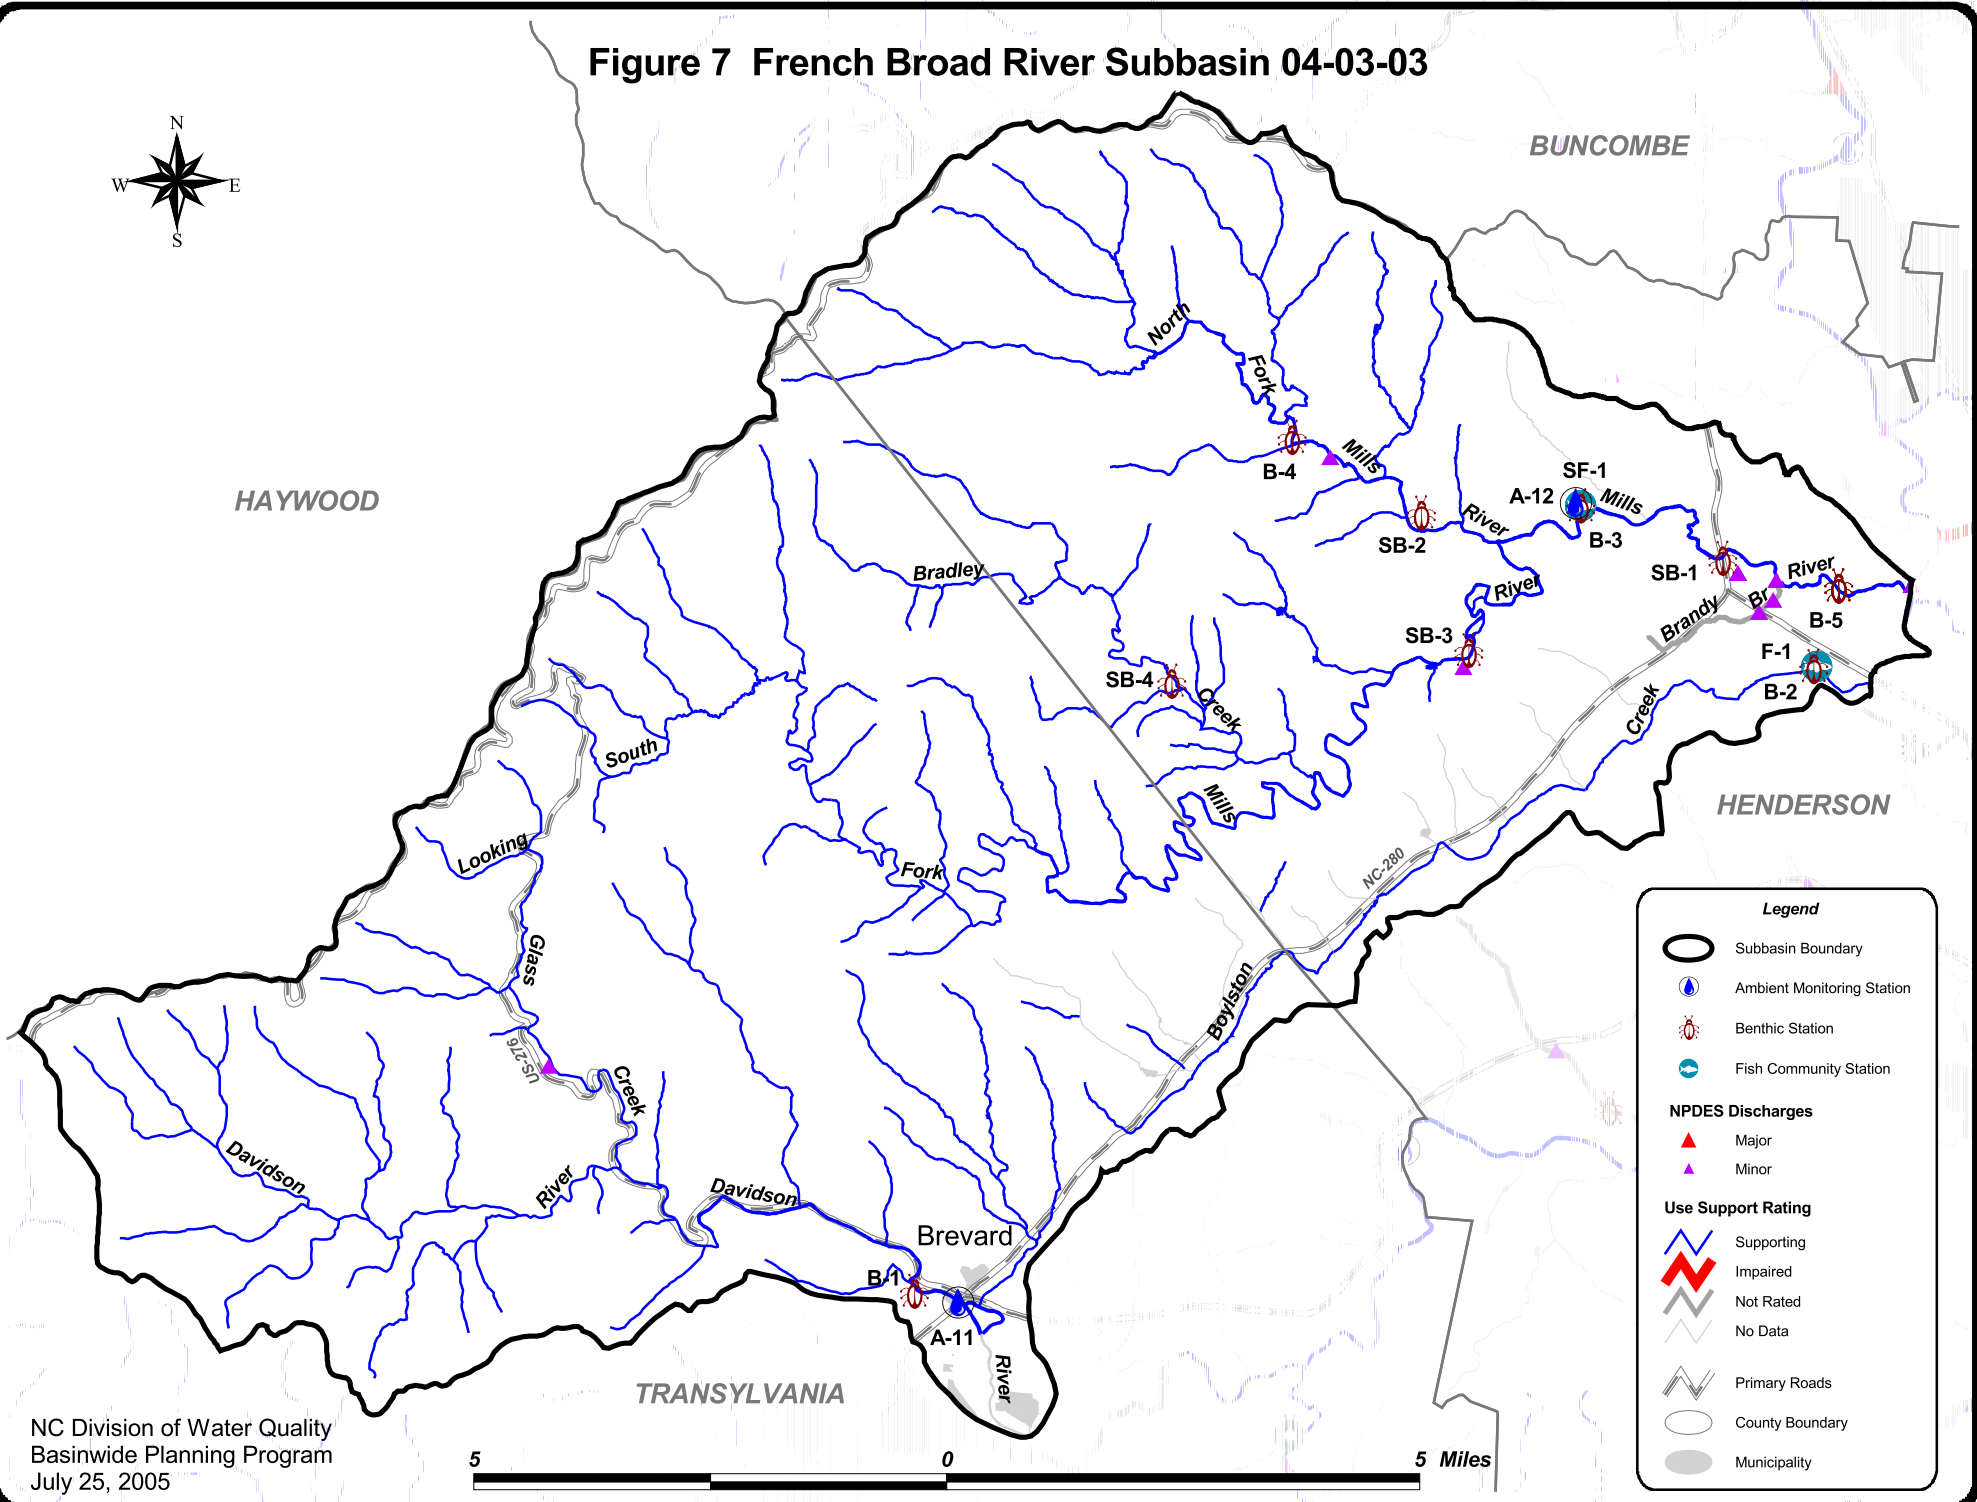 Figure 7 French Broad River Subbasin 04-03-03
BUNCOMBE
N
W
E
S
North
Fork
HAYWOOD
B-4
Mills
SF-1
A-12
Mills
SB-2
River
B-3
Bradley
SB-1
River
River
Br
Brandy
B-5
SB-3
F-1
SB-4
B-2
Creek
Creek
South
Mills
HENDERSON
Looking
Fork
NC-280
Glass
Boylston
US-276
Creek
Davidson
River
Davidson
Brevard
B-1
A-11
River
TRANSYLVANIA
Legend
Subbasin Boundary
Ambient Monitoring Station
Benthic Station
Fish Community Station
NPDES Discharges
Major
Minor
Use Support Rating
Supporting
Impaired
Not Rated
No Data
Primary Roads
County Boundary
Municipality
NC Division of Water Quality
Basinwide Planning Program
July 25, 2005
5 0 5 Miles